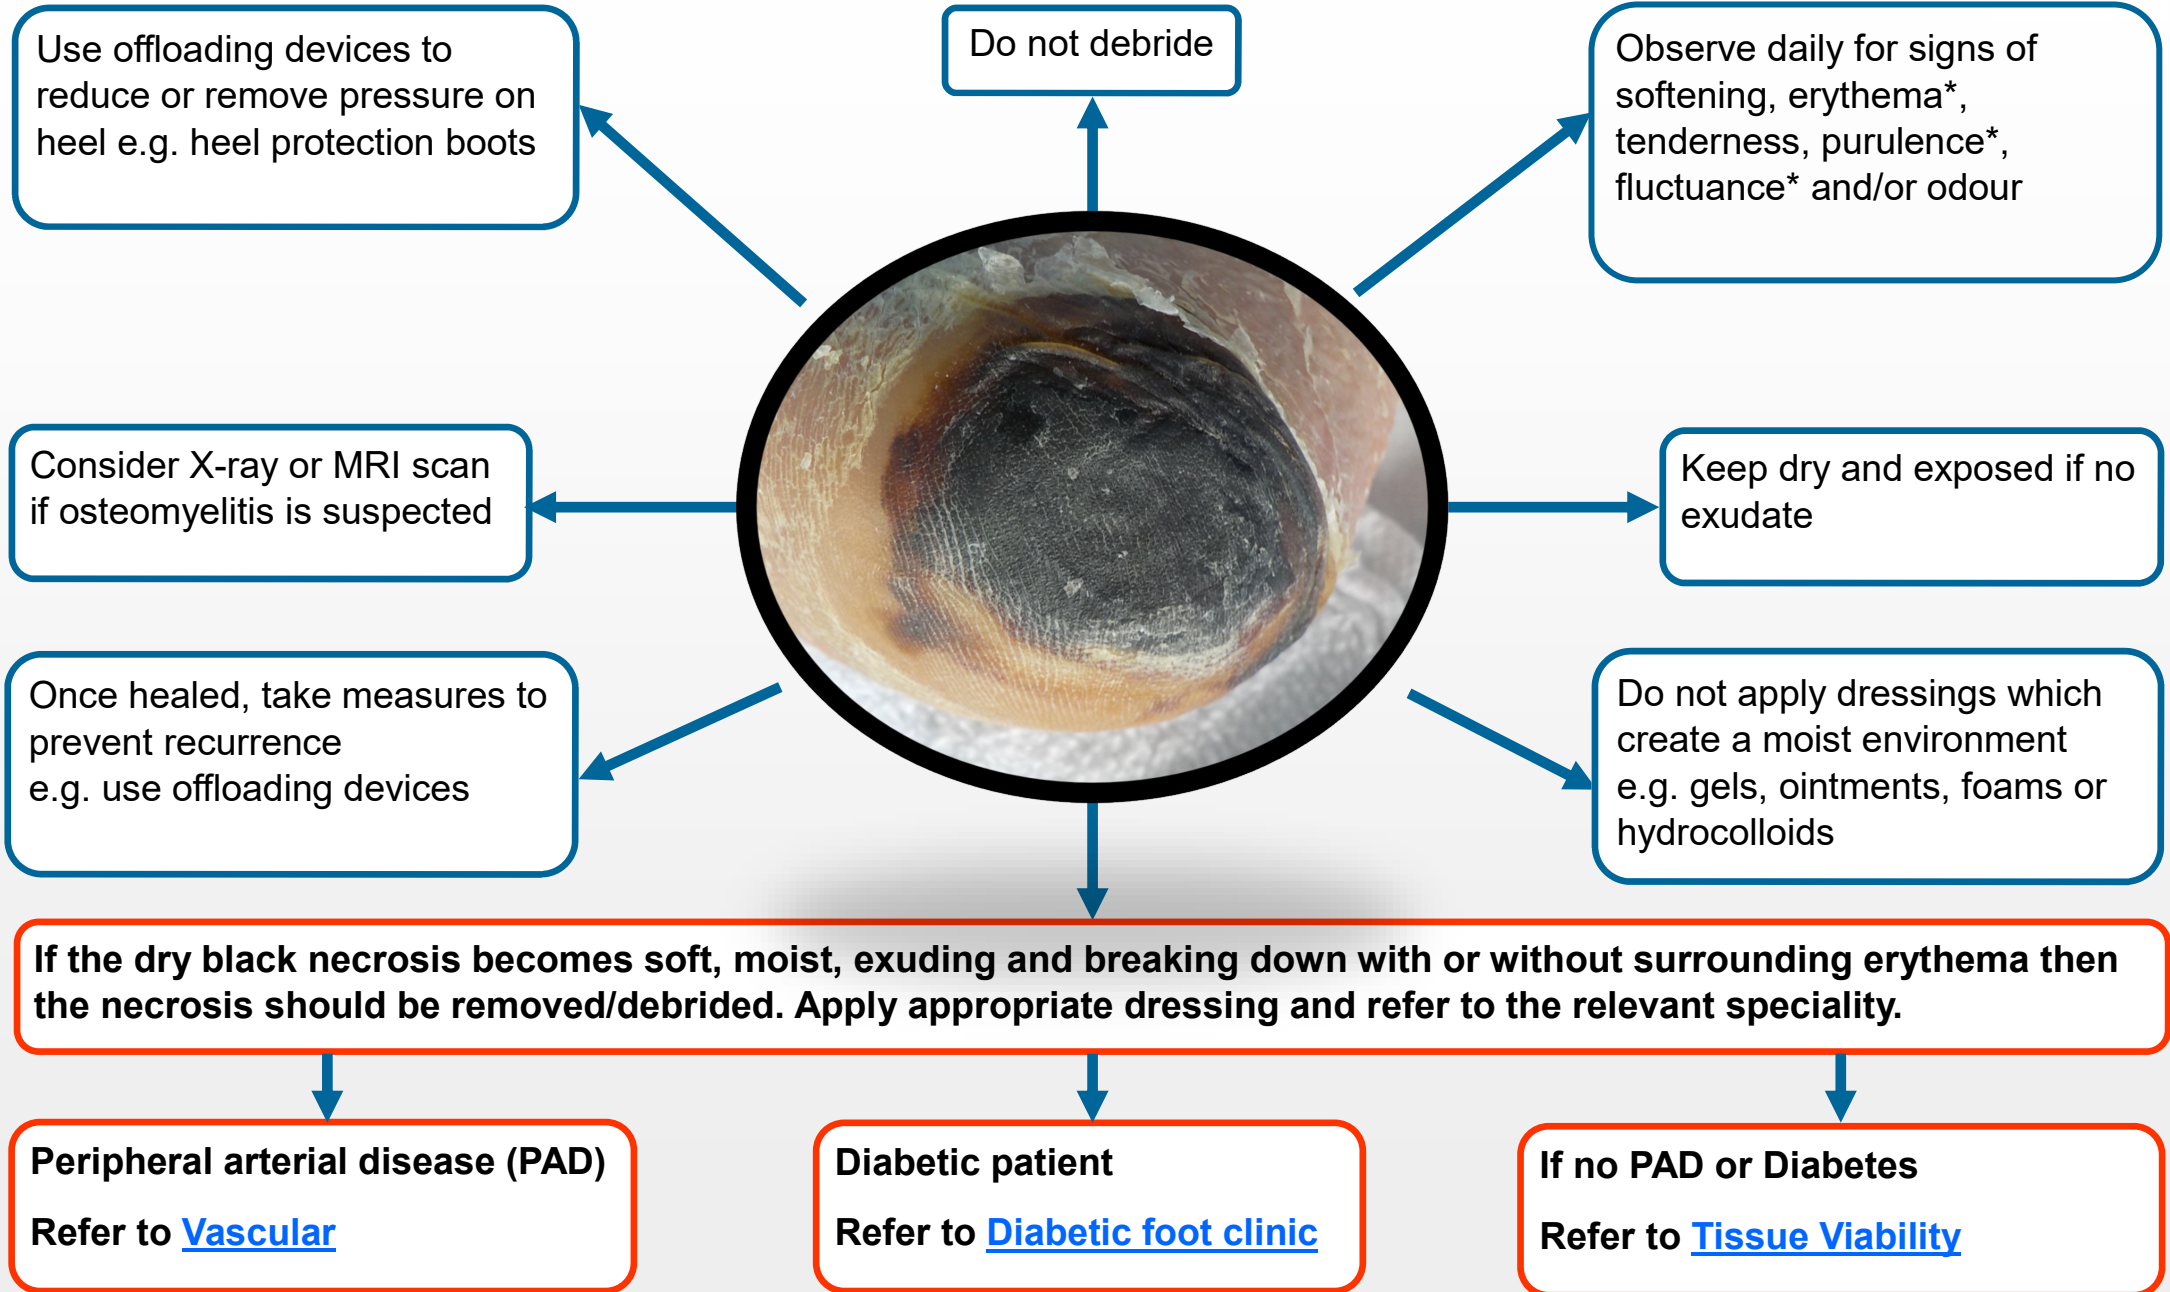 Use offloading devices to
reduce or remove pressure on
heel e.g. heel protection boots
Do not debride
Observe daily for signs of
softening, erythema*,
tenderness, purulence*,
fluctuance* and/or odour
Consider X-ray or MRI scan
if osteomyelitis is suspected
Keep dry and exposed if no
exudate
Once healed, take measures to
prevent recurrence
e.g. use offloading devices
Do not apply dressings which
create a moist environment
e.g. gels, ointments, foams or
hydrocolloids
If the dry black necrosis becomes soft, moist, exuding and breaking down with or without surrounding erythema then
the necrosis should be removed/debrided. Apply appropriate dressing and refer to the relevant speciality.
Peripheral arterial disease (PAD)
Refer to Vascular
Diabetic patient
Refer to Diabetic foot clinic
If no PAD or Diabetes
Refer to Tissue Viability